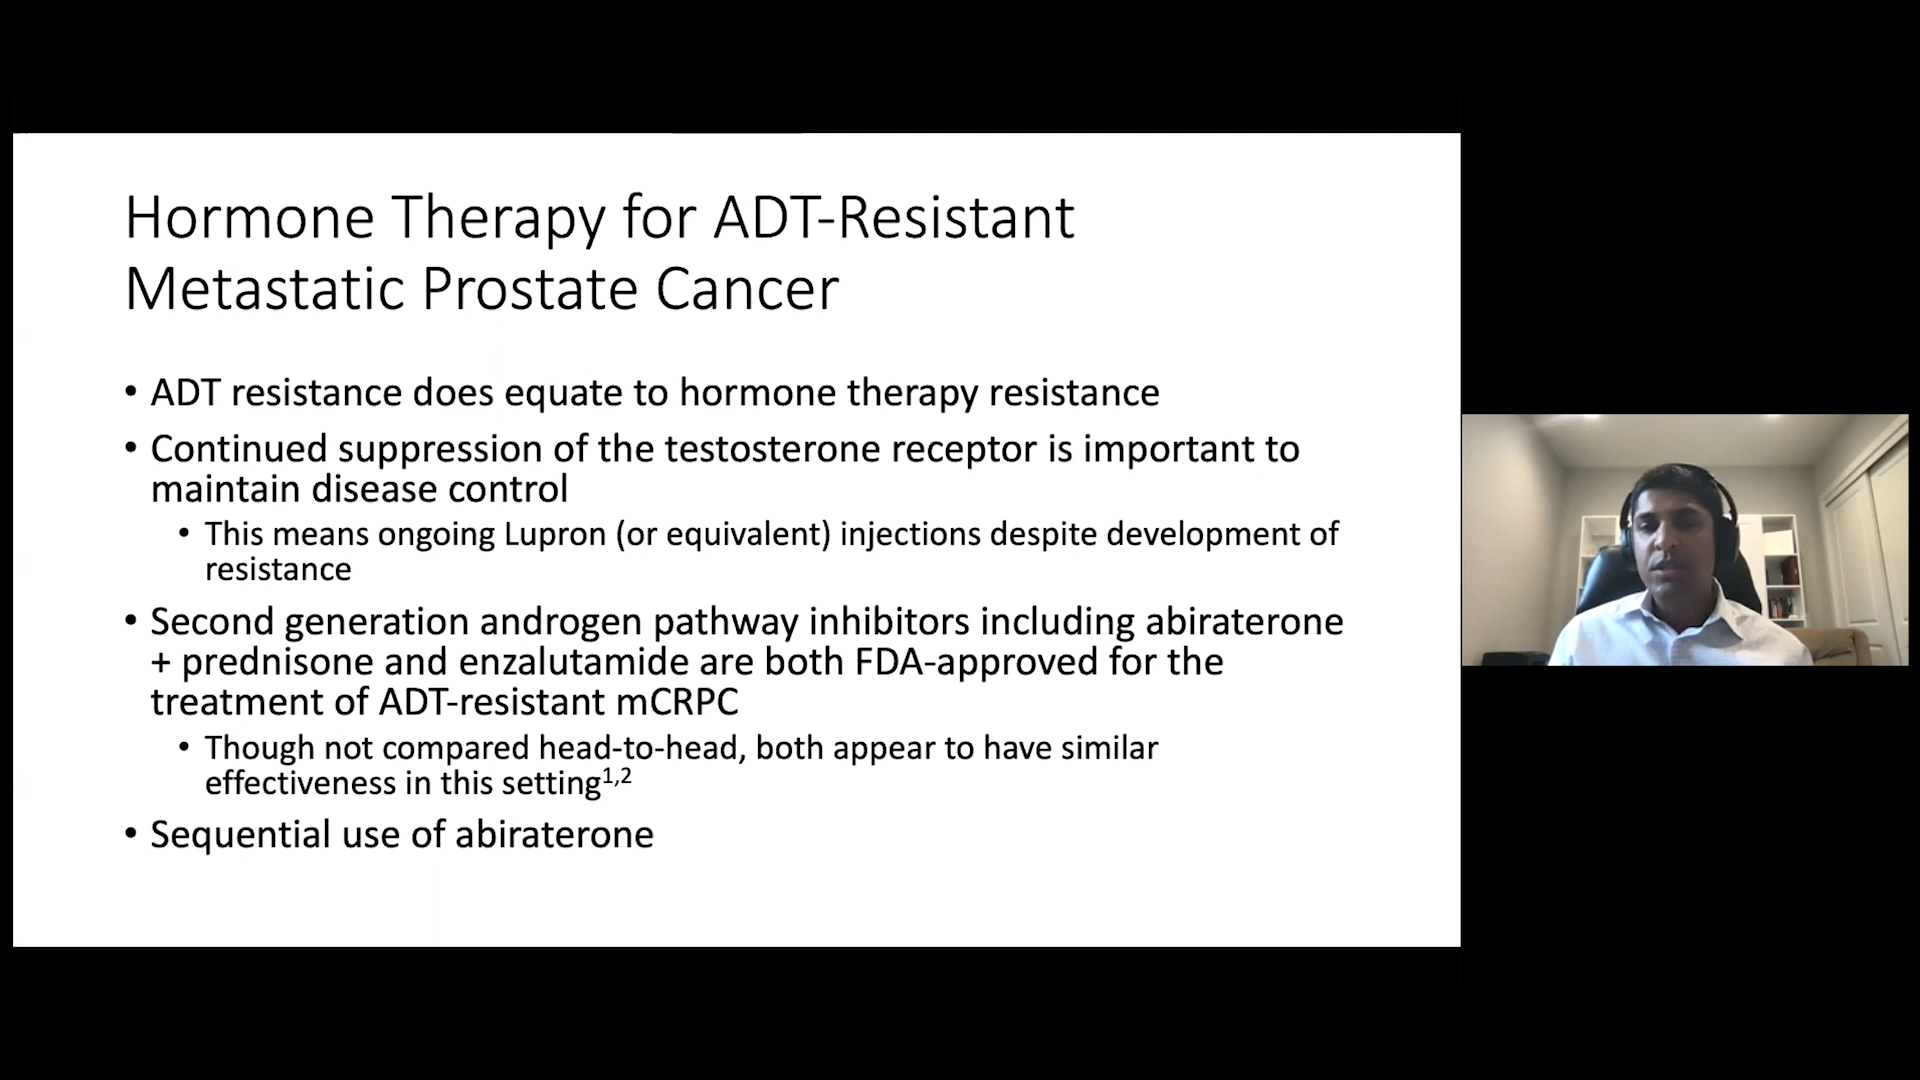 Hormone Therapy for ADT-Resistant
Metastatic Prostate Cancer
• ADT resistance does equate to hormone therapy resistance
• Continued suppression of the testosterone receptor is important to
maintain disease control
• This means ongoing Lupron (or equivalent) injections despite development of
resistance
• Second generation androgen pathway inhibitors including abiraterone
+ prednisone and enzalutamide are both FDA-approved for the
treatment of ADT-resistant mCRPC
• Though not compared head-to-head, both appear to have similar
effectiveness in this setting¹,²
• Sequential use of abiraterone